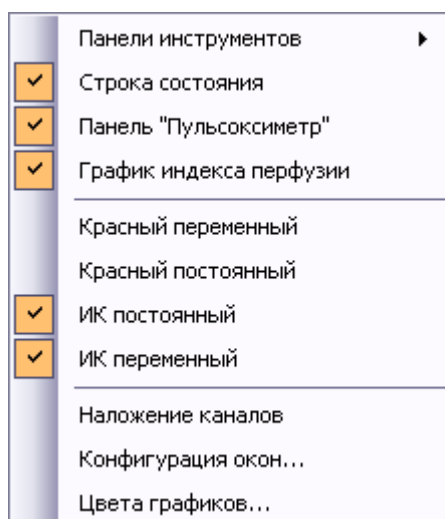 Панели инструментов
Строка состояния
Панель "Пульсоксиметр"
График индекса перфузии
Красный переменный
Красный постоянный
ИК постоянный
ИК переменный
Наложение каналов
Конфигурация окон...
Цвета графиков...